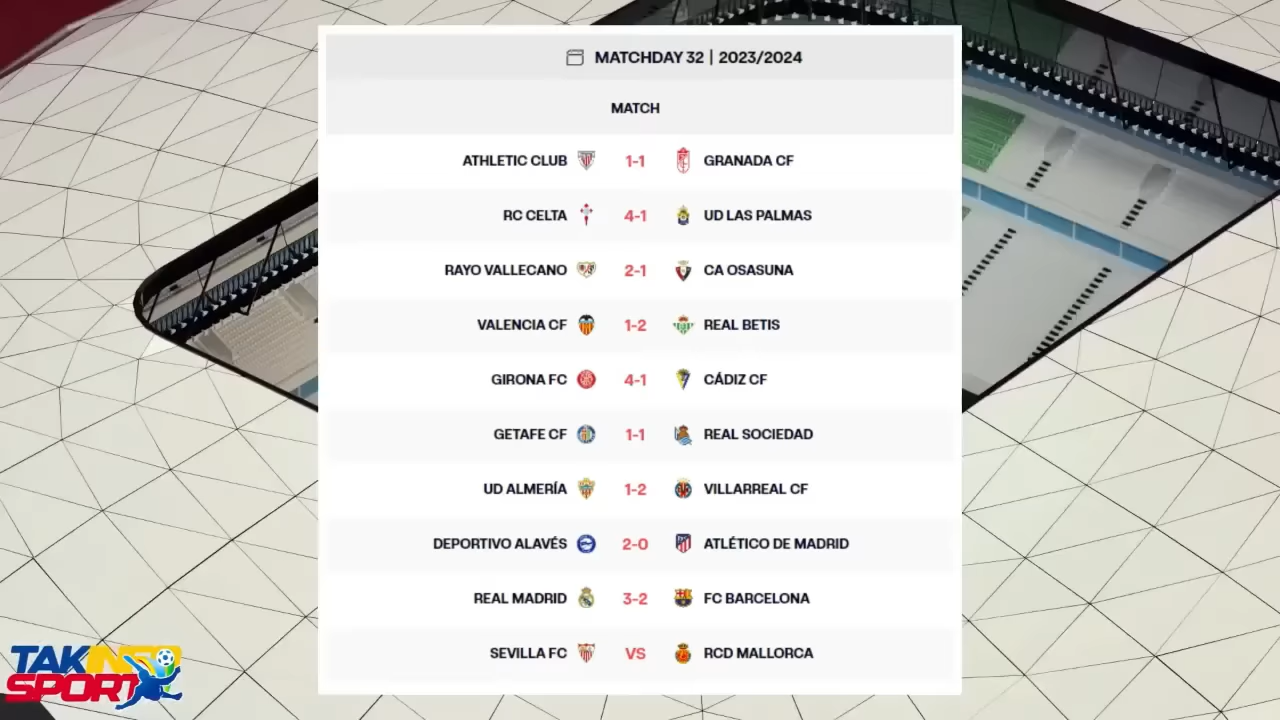 MATCHDAY 32 | 2023/2024
MATCH
ATHLETIC CLUB 1-1 GRANADA CF
RC CELTA 4-1 UD LAS PALMAS
RAYO VALLECANO 2-1 CA OSASUNA
VALENCIA CF 1-2 REAL BETIS
GIRONA FC 4-1 CÁDIZ CF
GETAFE CF 1-1 REAL SOCIEDAD
UD ALMERÍA 1-2 VILLARREAL CF
DEPORTIVO ALAVÉS 2-0 ATLÉTICO DE MADRID
REAL MADRID 3-2 FC BARCELONA
SEVILLA FC VS RCD MALLORCA
TAKINFO
SPORT